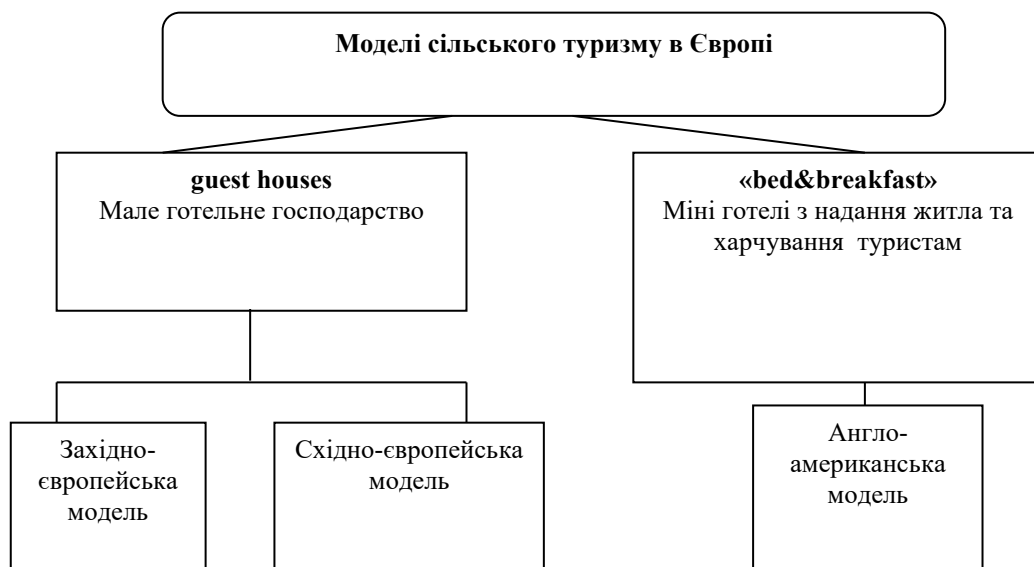 Моделі сільського туризму в Європі
guest houses
Мале готельне господарство
«bed&breakfast»
Міні готелі з надання житла та
харчування туристам
Західно-
європейська
модель
Східно-європейська
модель
Англо-
американська
модель